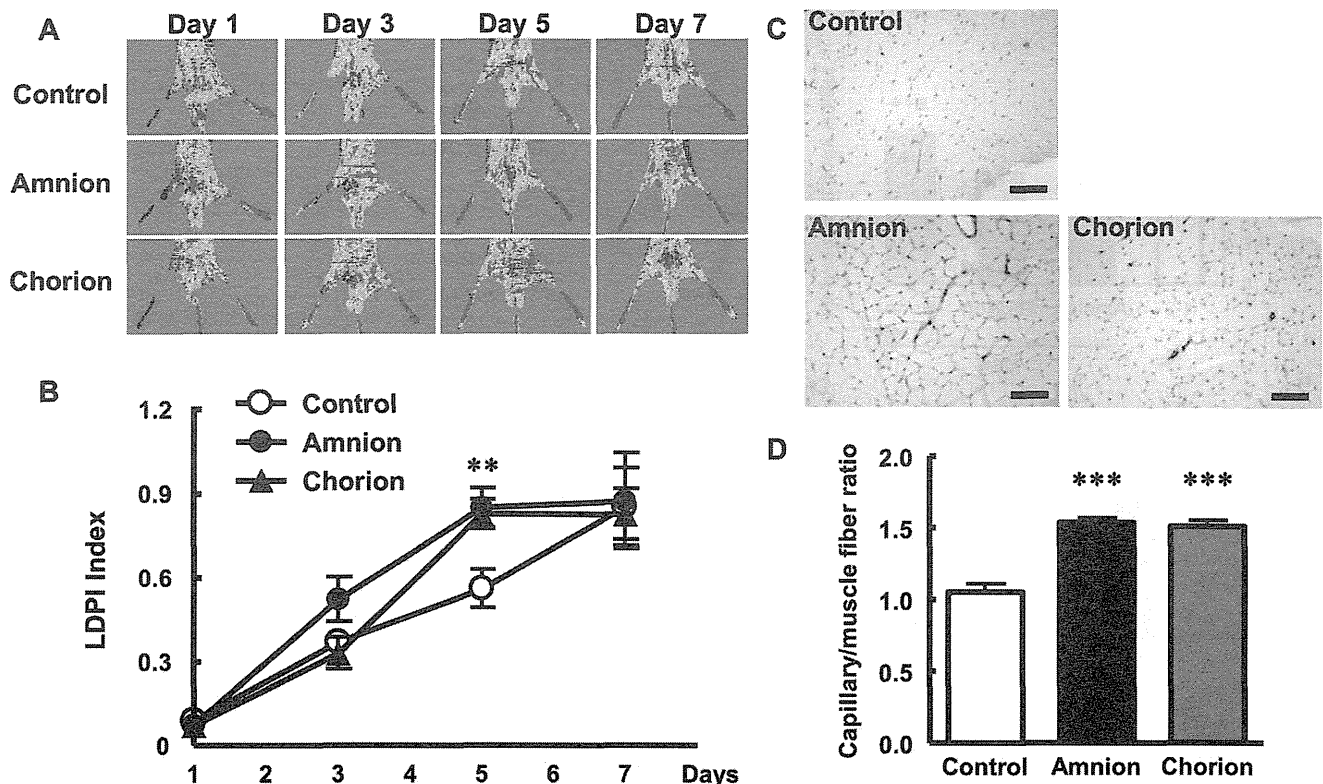 A
Day 1 Day 3 Day 5 Day 7
Control
Amnion
Chorion
B
Control
Amnion
Chorion
LDPI Index
1.2
0.9
0.6
0.3
0
**
1 2 3 4 5 6 7 Days
C
Control
Amnion
Chorion
D
Capillary/muscle fiber ratio
2.0
1.5
1.0
0.5
0.0
*** ***
Control Amnion Chorion